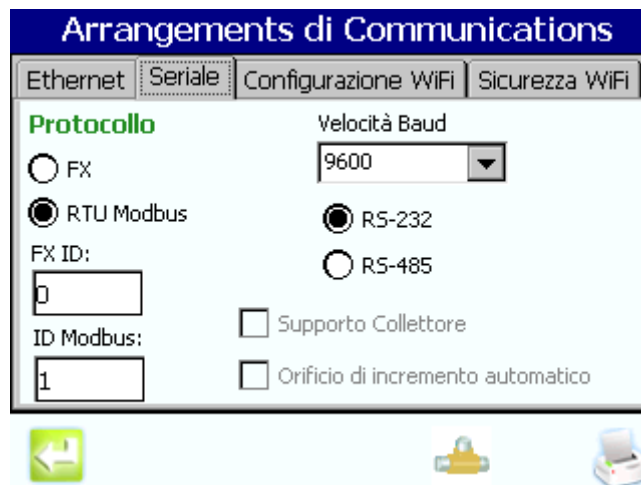 Arrangements di Communications
Ethernet Seriale Configurazione WiFi Sicurezza WiFi
Protocollo
Velocità Baud
FX
9600
RTU Modbus
RS-232
FX ID:
RS-485
0
Supporto Collettore
ID Modbus:
1
Orificio di incremento automatico